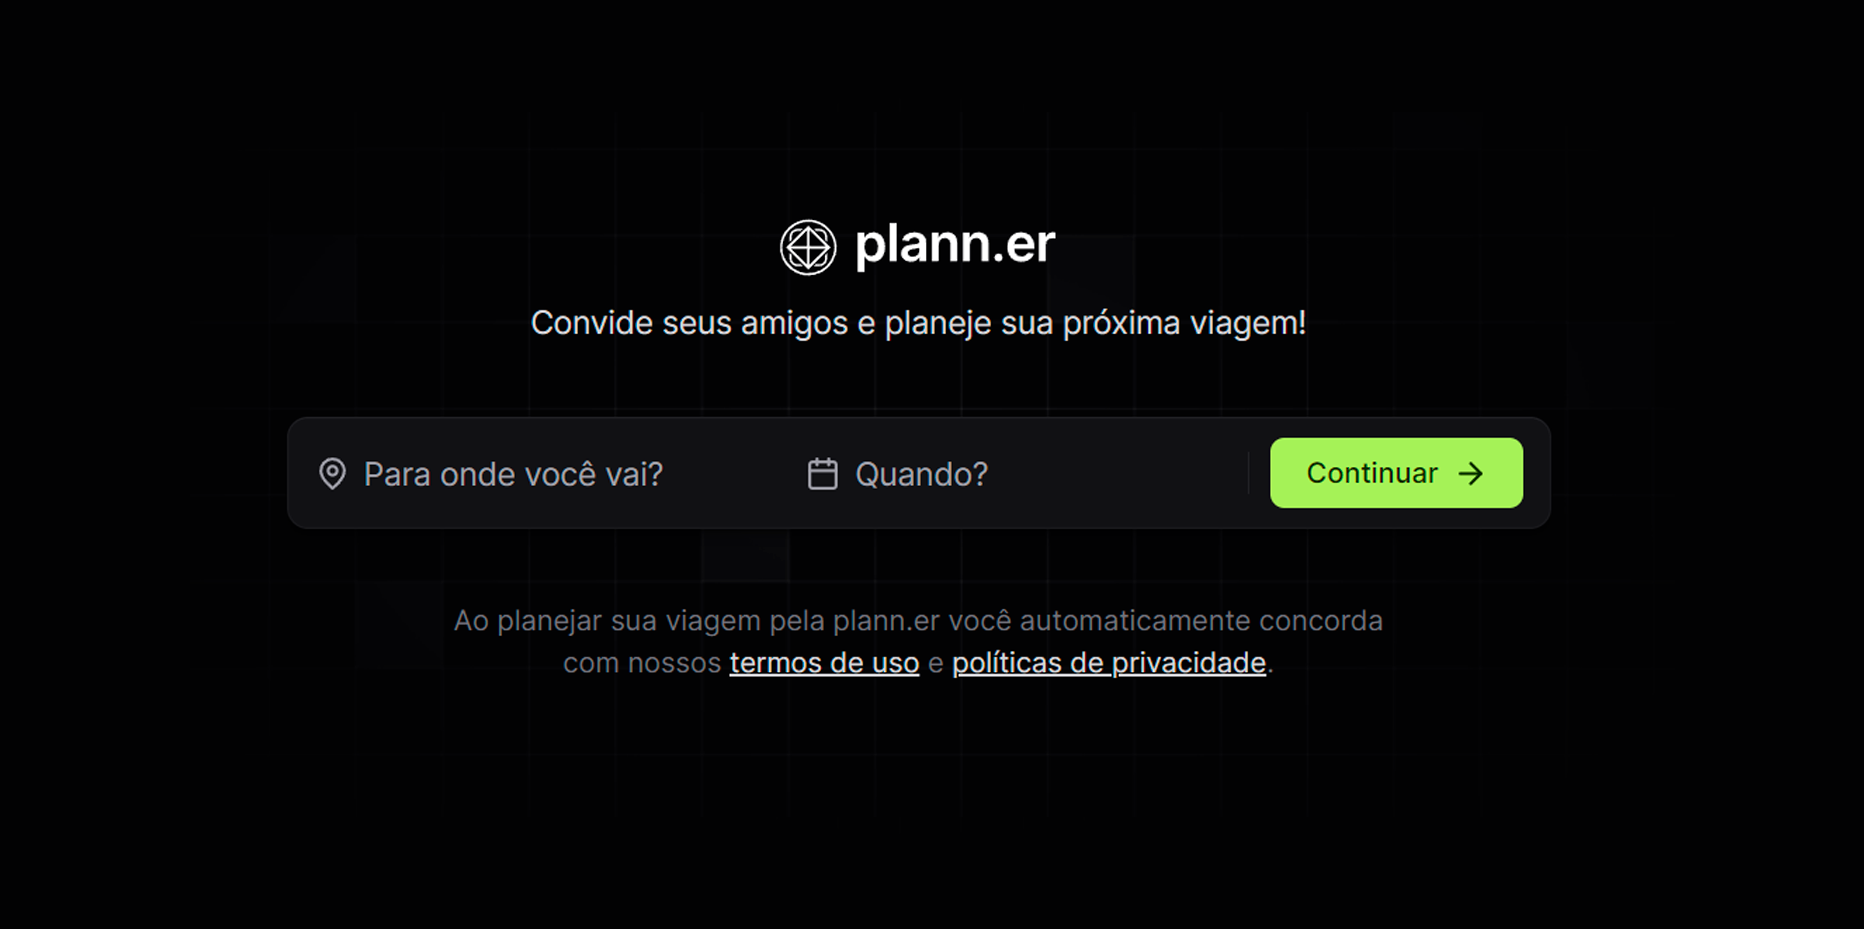 plann.er
Convide seus amigos e planeje sua próxima viagem!
Para onde você vai? Quando? Continuar
Ao planejar sua viagem pela plann.er você automaticamente concorda
com nossos termos de uso e políticas de privacidade.